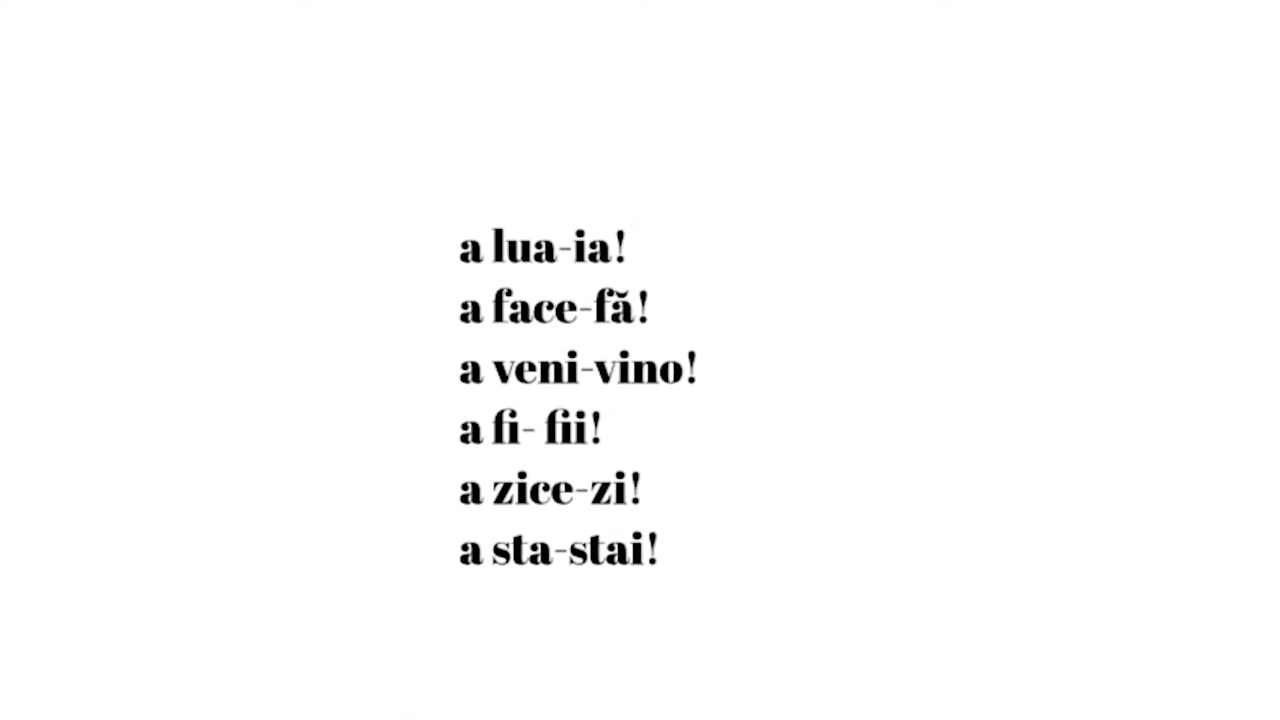 a lua-ia!
a face-fă!
a veni-vino!
a fi- fii!
a zice-zi!
a sta-stai!